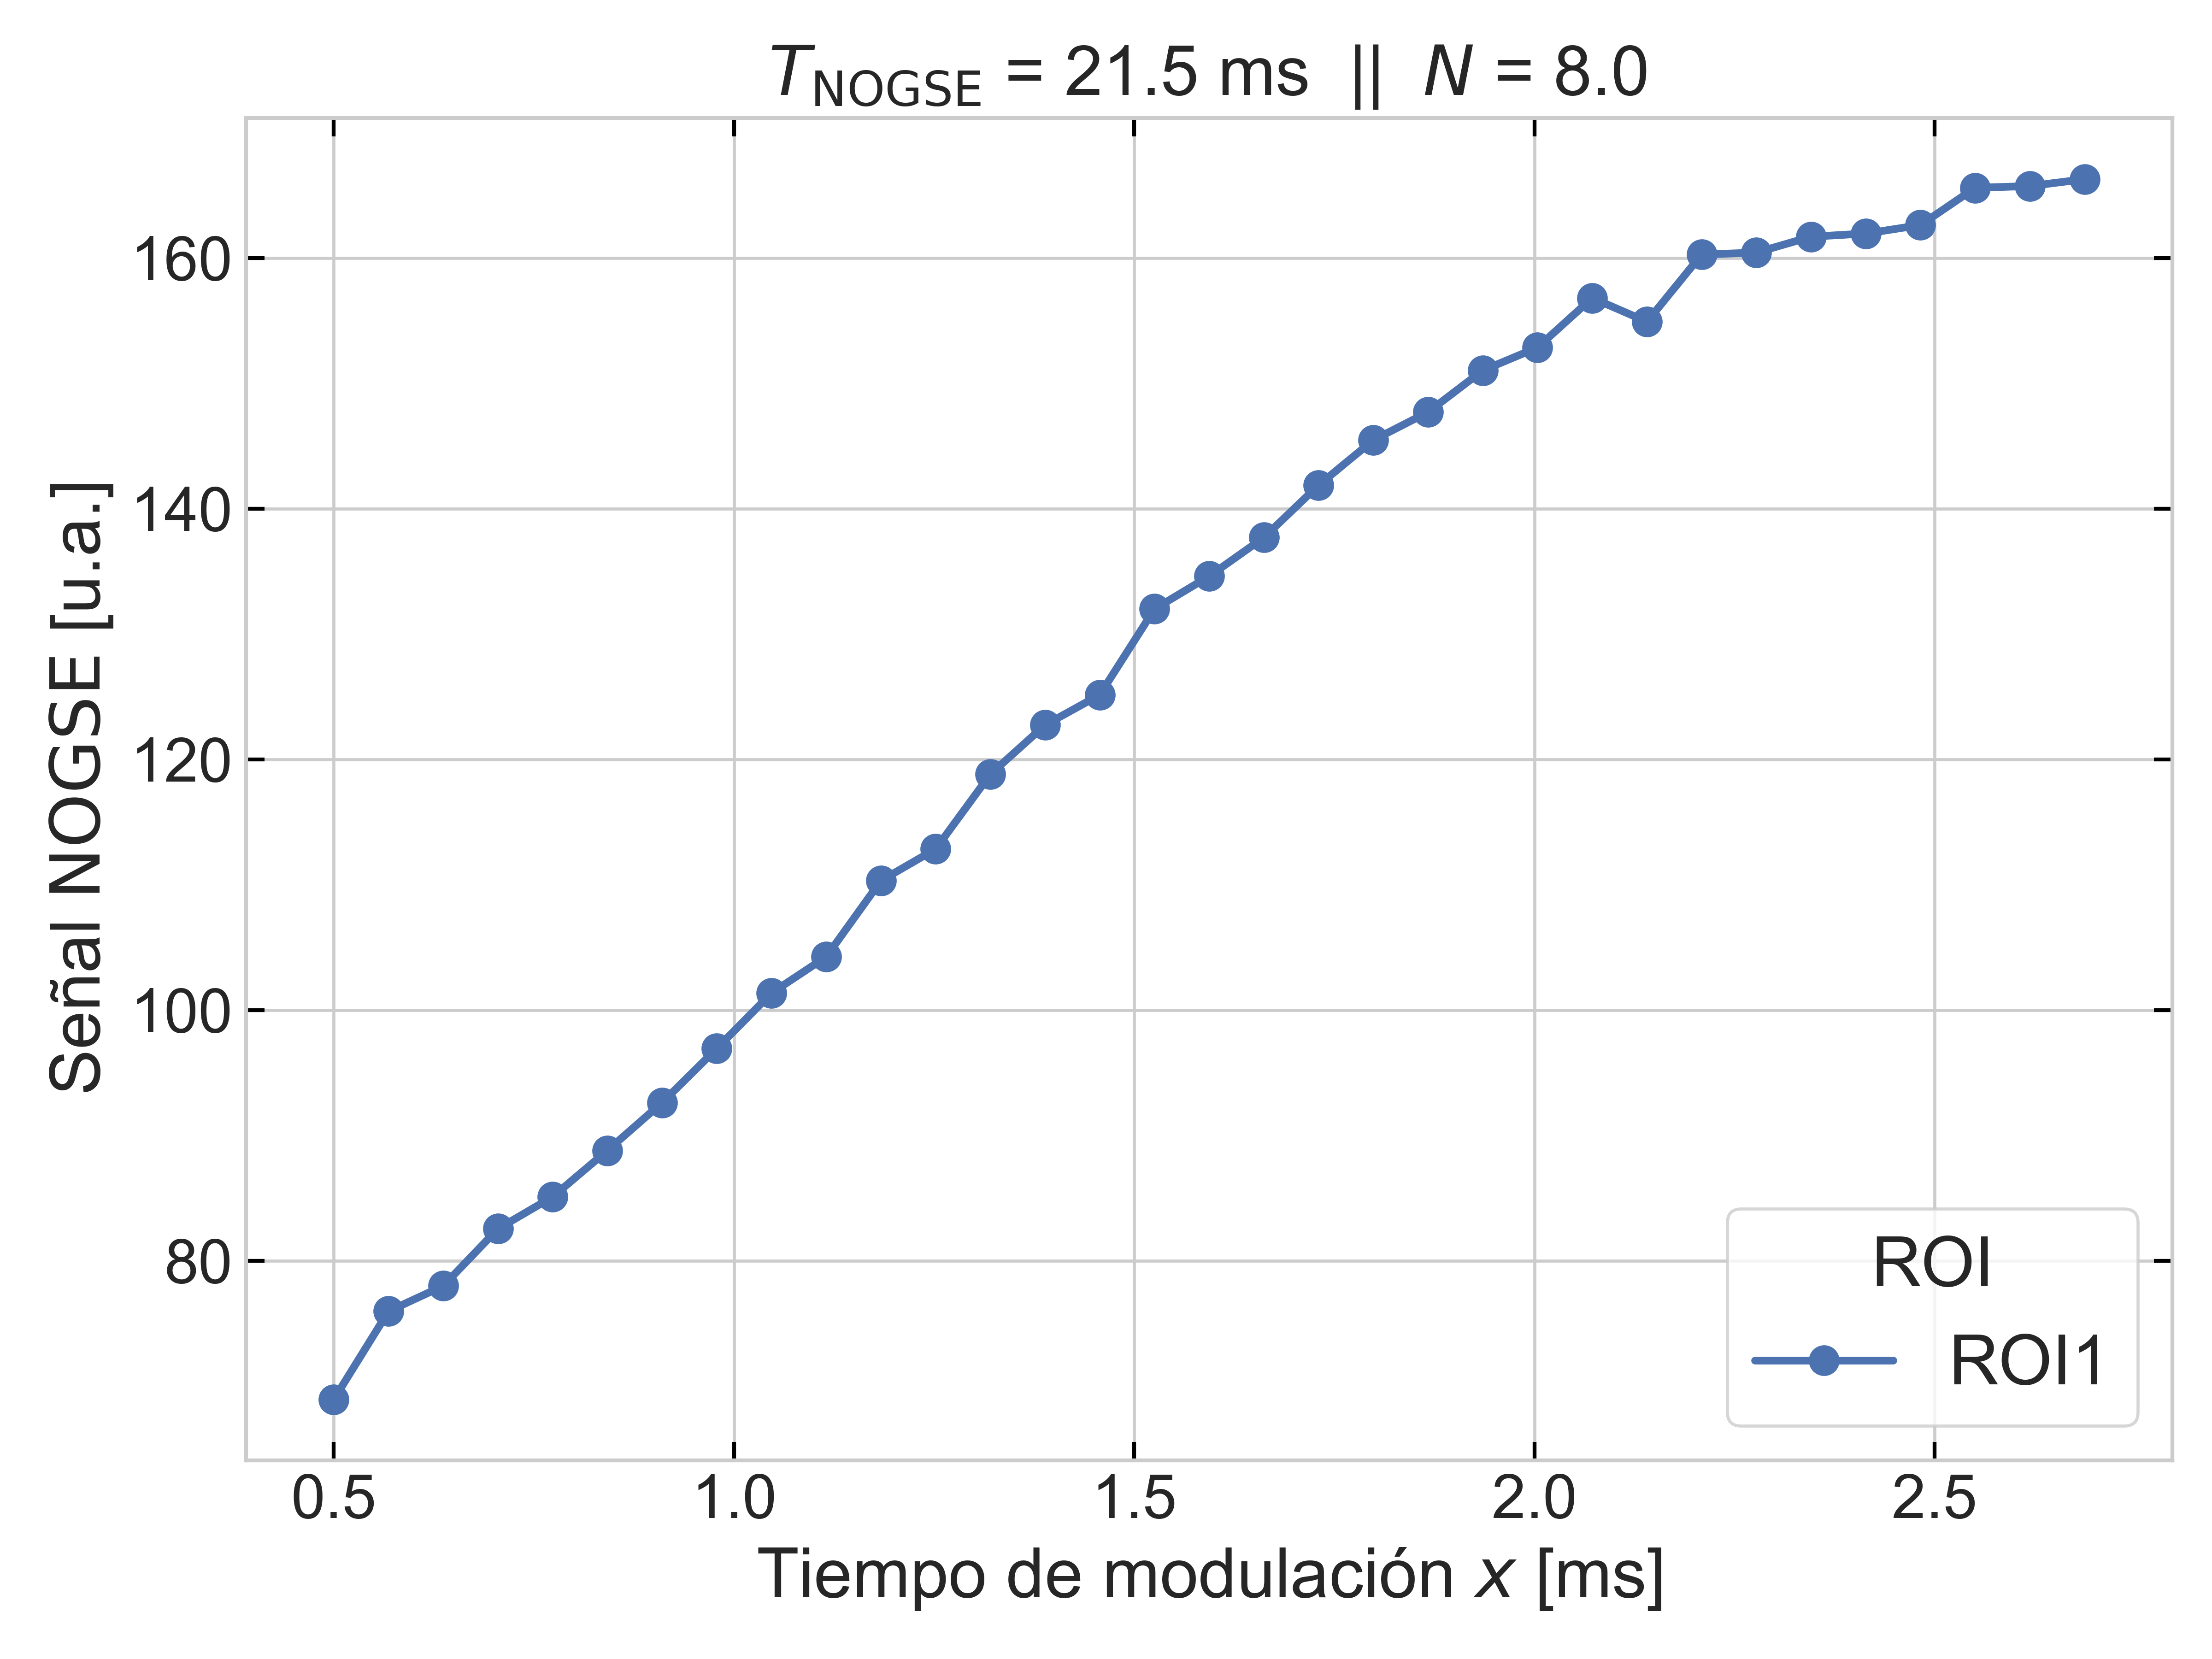 T_NOGSE = 21.5 ms || N = 8.0
Señal NOGSE [u.a.]
160
140
120
100
80
0.5 1.0 1.5 2.0 2.5
Tiempo de modulación x [ms]
ROI
ROI1